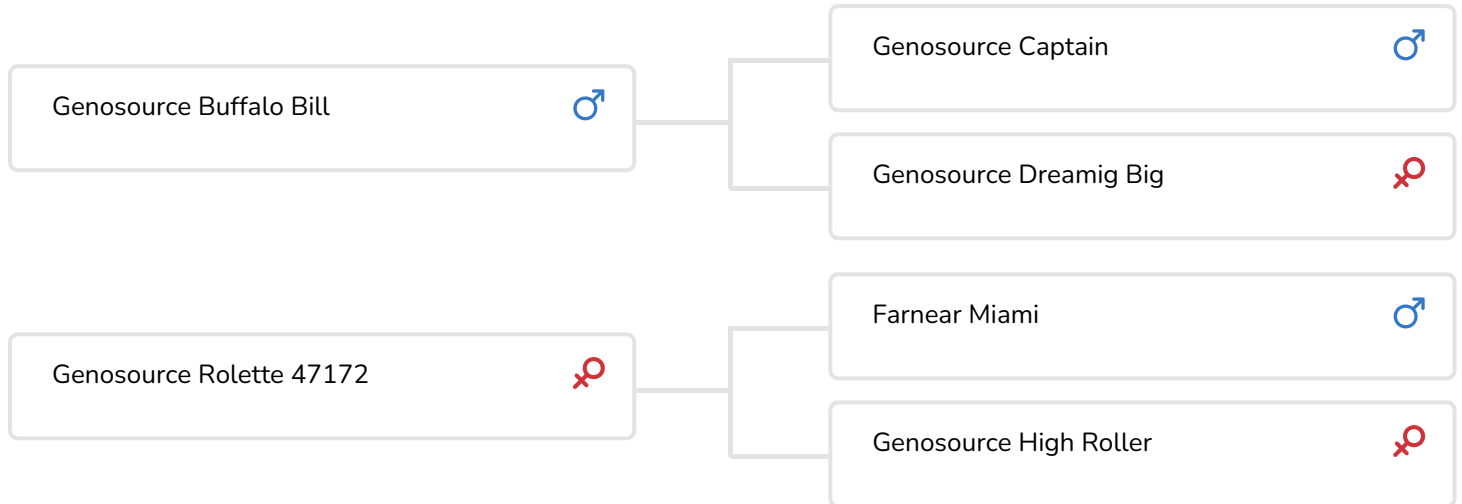 Genosource Captain
Genosource Buffalo Bill
Genosource Dreamig Big
Farnear Miami
Genosource Rolette 47172
Genosource High Roller